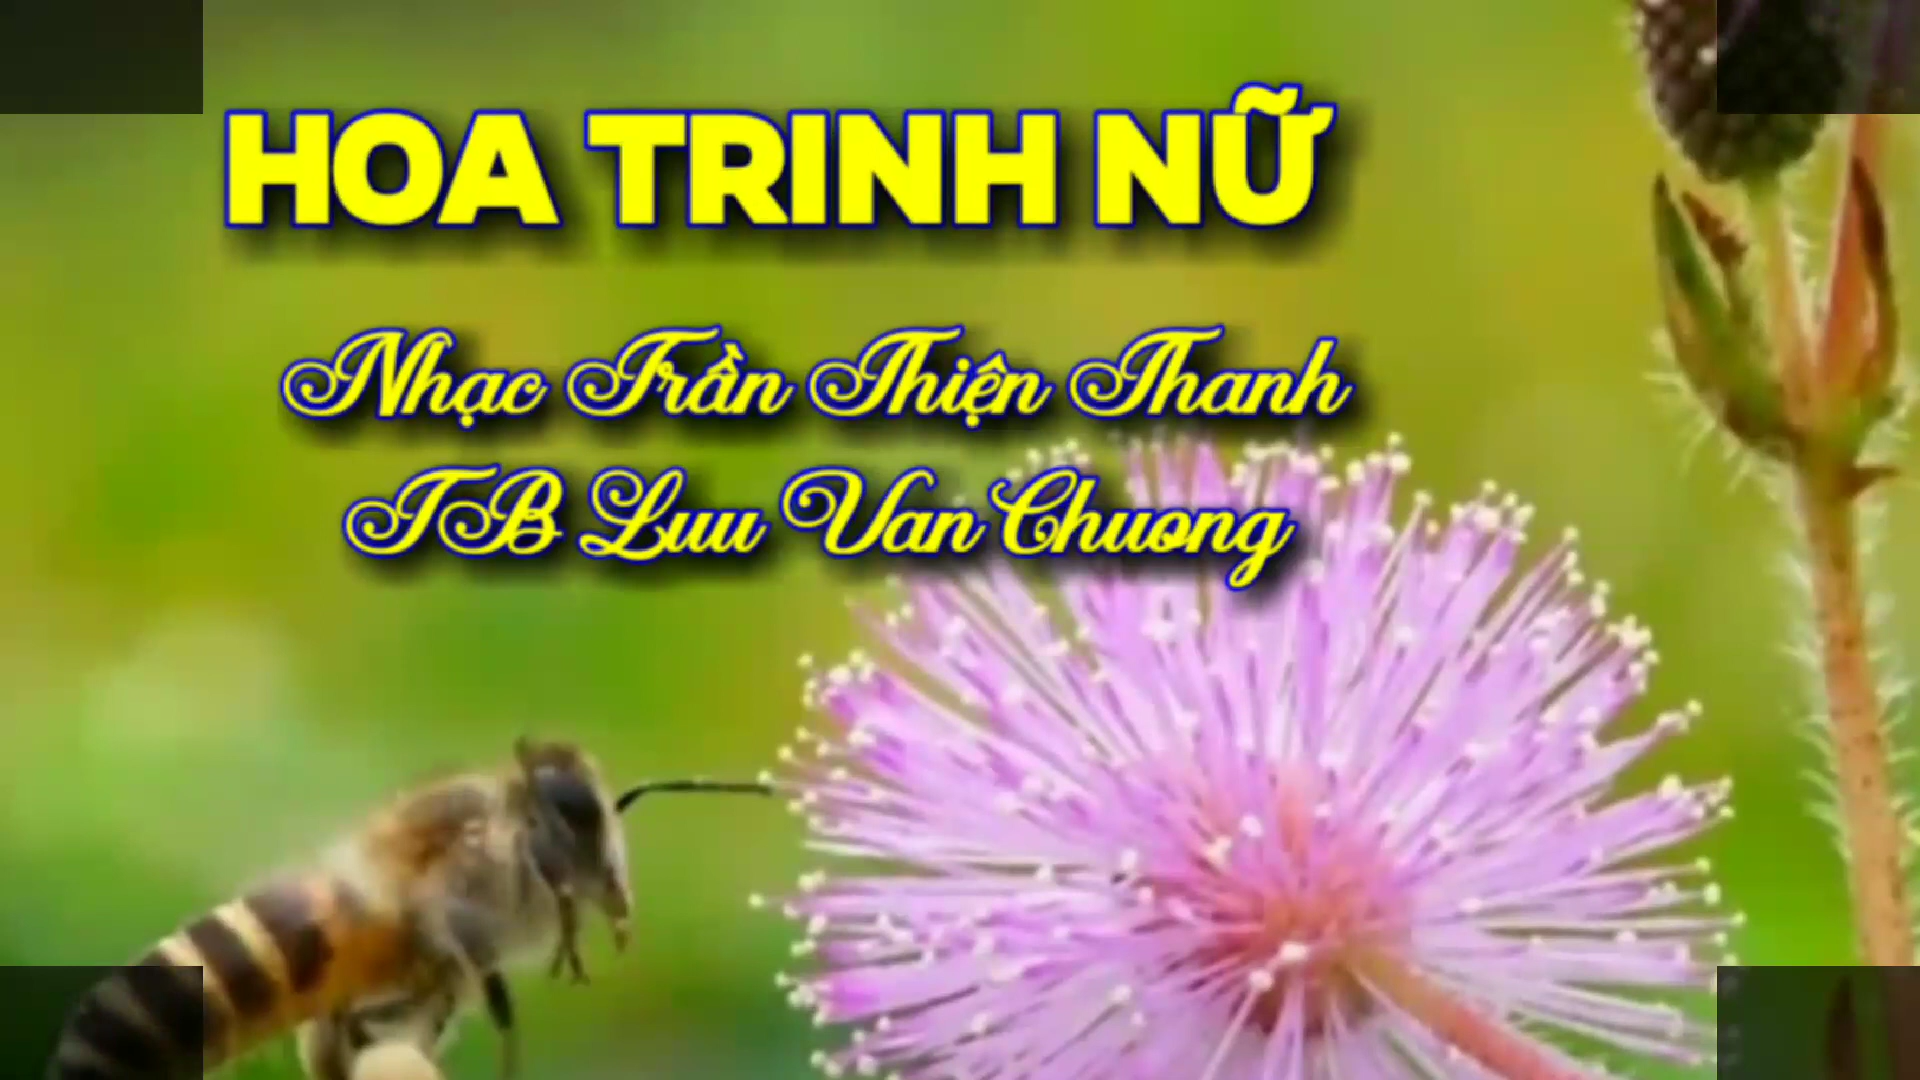 HOA TRINH NỮ
Nhạc Trần Thiện Thanh
TB Luu Van Chuong